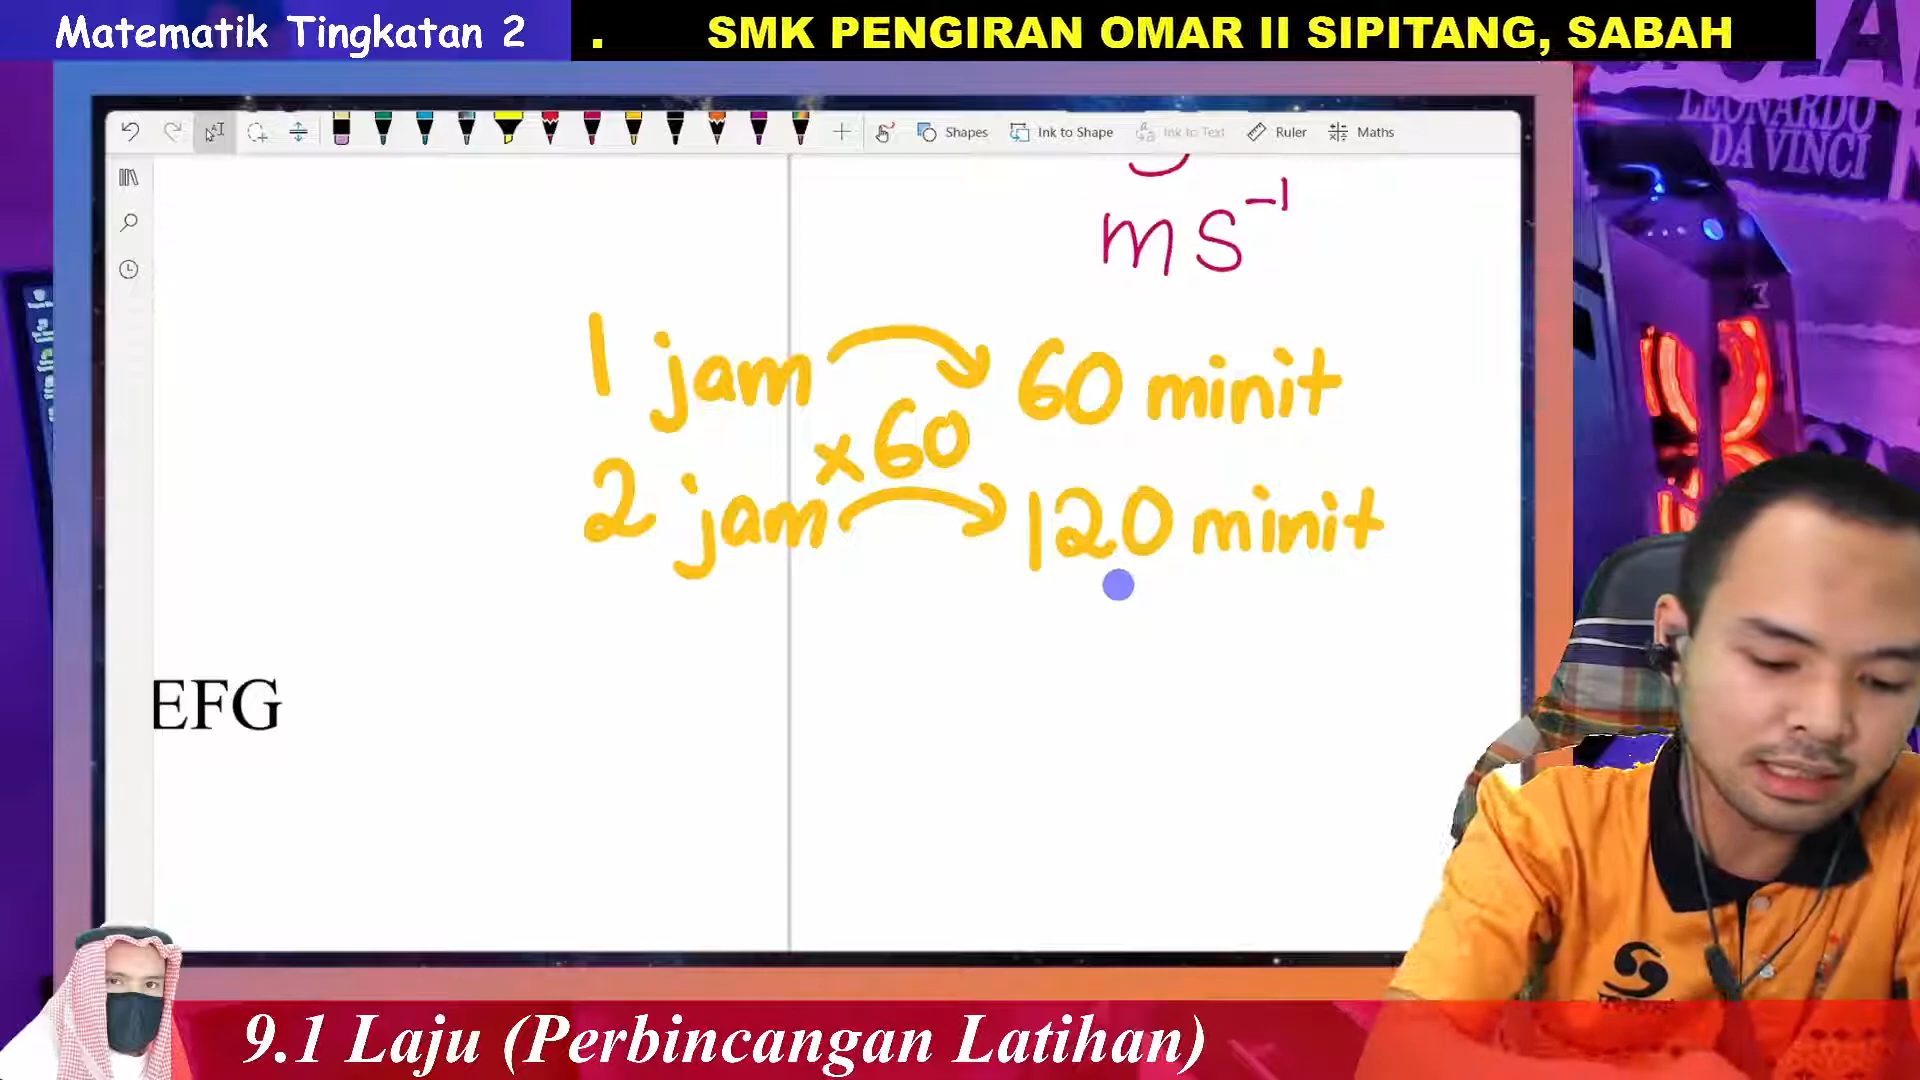 Matematik Tingkatan 2 . SMK PENGIRAN OMAR II SIPITANG, SABAH
LEONARDO
DA VINCI
Shapes Ink to Shape Ink to Text Ruler Maths
ms⁻¹
1 jam 60 minit
×60
2 jam 120 minit
EFG
9.1 Laju (Perbincangan Latihan)